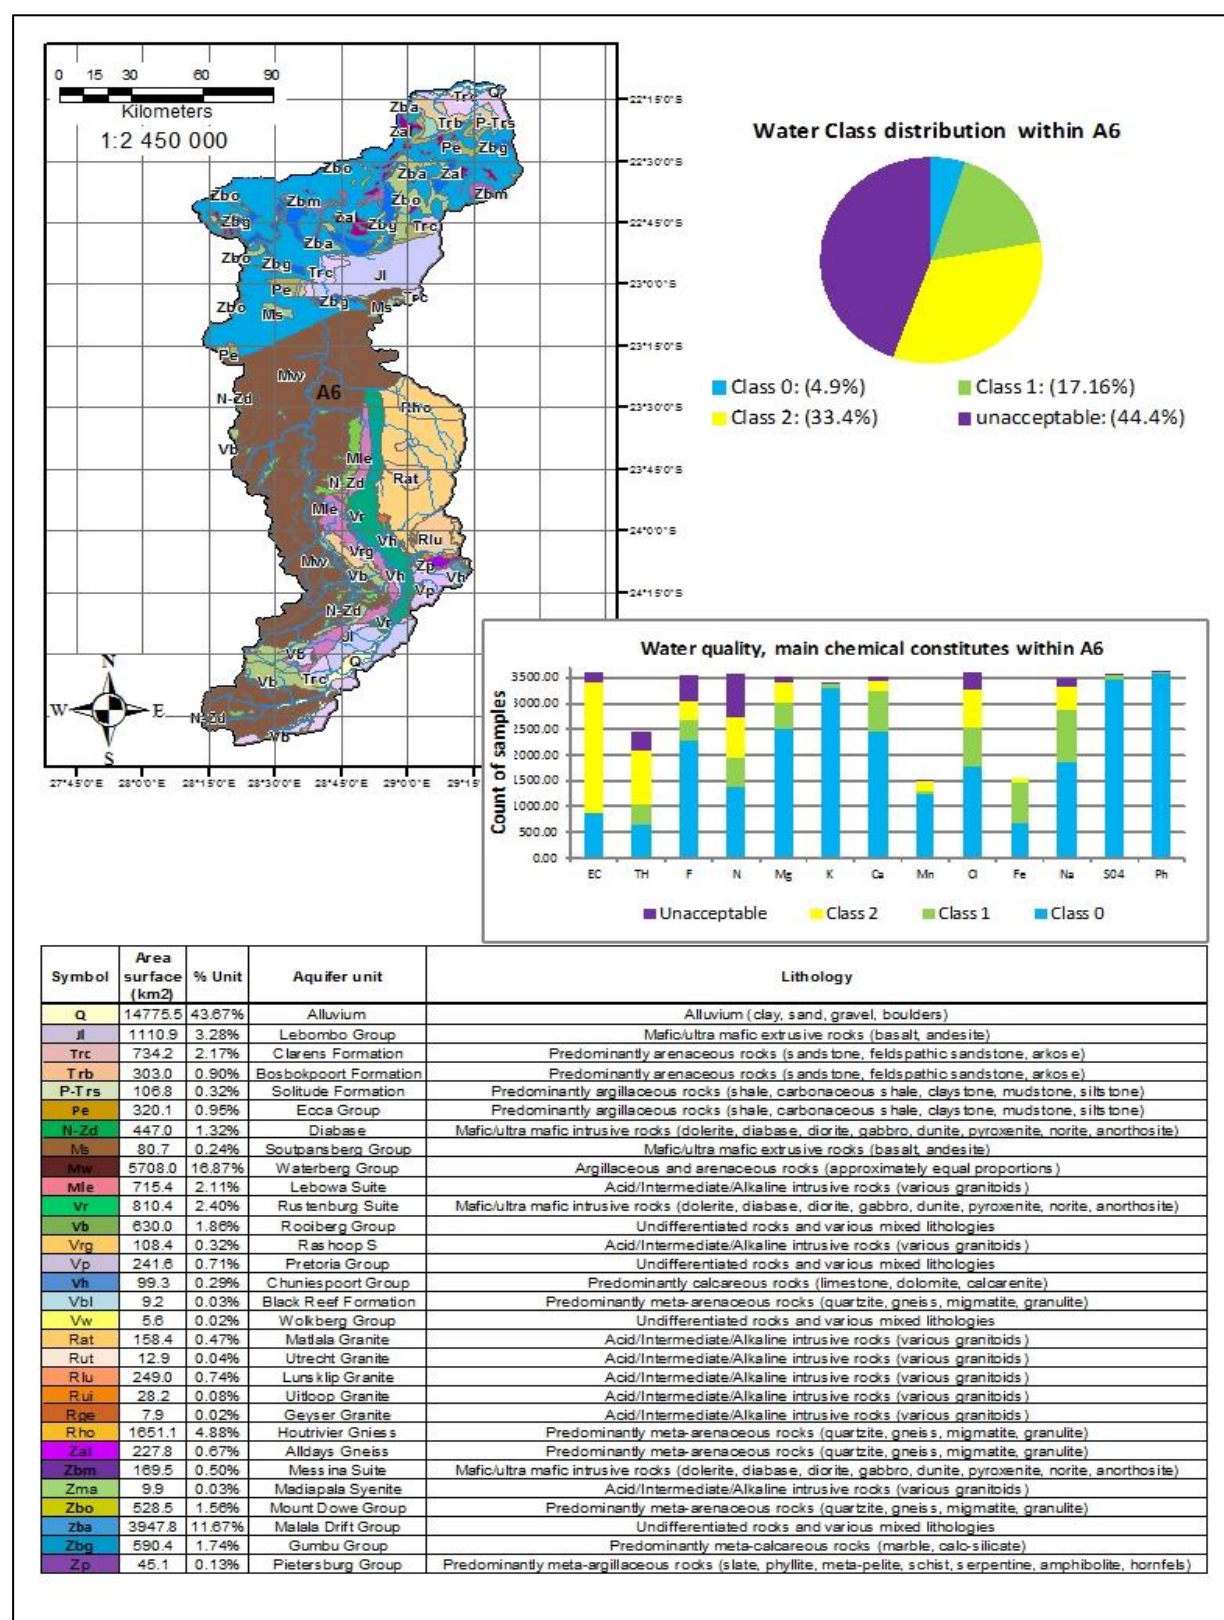 0 15 30 60 90
Kilometers
1:2 450 000
Trc Q
Zba
Zal Trb P-Trs
Pe Zbg
Zbo Zba Zal
Zbo Zbm Zbo Zbm
Zbg Zal Zbg Trc
Zba
Zbo Zbg Trc Jl
Pe
Zbo Ms Zbg Ms Trc
Pe Mw
N-Zd A6 Rho
Vb Mle
N-Zd Rat
Mle Vr
Vh Rlu
Mw Vrg Zp
Vb Vh Vp Vh
N-Zd Vr
VB Jl
Q
Vb Trc
N-Zd
Vb
N
W E
S
22°15'0"S
22°30'0"S
22°45'0"S
23°0'0"S
23°15'0"S
23°30'0"S
23°45'0"S
24°0'0"S
24°15'0"S
27°45'0"E 28°0'0"E 28°15'0"E 28°30'0"E 28°45'0"E 29°0'0"E
Water Class distribution within A6
Class 0: (4.9%) Class 1: (17.16%)
Class 2: (33.4%) unacceptable: (44.4%)
Water quality, main chemical constitutes within A6
Count of samples
3500.00
3000.00
2500.00
2000.00
1500.00
1000.00
500.00
0.00
EC TH F N Mg K Ca Mn Cl Fe Na SO4 Ph
Unacceptable Class 2 Class 1 Class 0
Symbol Area surface (km2) % Unit Aquifer unit Lithology
Q 14775.5 43.67% Alluvium Alluvium (clay, sand, gravel, boulders)
Jl 1110.9 3.28% Lebombo Group Mafic/ultra mafic extrusive rocks (basalt, andesite)
Trc 734.2 2.17% Clarens Formation Predominantly arenaceous rocks (sandstone, feldspathic sandstone, arkose)
Trb 303.0 0.90% Bosbokpoort Formation Predominantly arenaceous rocks (sandstone, feldspathic sandstone, arkose)
P-Trs 106.8 0.32% Solitude Formation Predominantly argillaceous rocks (shale, carbonaceous shale, claystone, mudstone, siltstone)
Pe 320.1 0.95% Ecca Group Predominantly argillaceous rocks (shale, carbonaceous shale, claystone, mudstone, siltstone)
N-Zd 447.0 1.32% Diabase Mafic/ultra mafic intrusive rocks (dolerite, diabase, diorite, gabbro, dunite, pyroxenite, norite, anorthosite)
Ms 80.7 0.24% Soutpansberg Group Mafic/ultra mafic extrusive rocks (basalt, andesite)
Mw 5708.0 16.87% Waterberg Group Argillaceous and arenaceous rocks (approximately equal proportions)
Mle 715.4 2.11% Lebowa Suite Acid/Intermediate/Alkaline intrusive rocks (various granitoids)
Vr 810.4 2.40% Rustenburg Suite Mafic/ultra mafic intrusive rocks (dolerite, diabase, diorite, gabbro, dunite, pyroxenite, norite, anorthosite)
Vb 630.0 1.86% Rooiberg Group Undifferentiated rocks and various mixed lithologies
Vrg 108.4 0.32% Rashoop S Acid/Intermediate/Alkaline intrusive rocks (various granitoids)
Vp 241.6 0.71% Pretoria Group Undifferentiated rocks and various mixed lithologies
Vh 99.3 0.29% Chuniespoort Group Predominantly calcareous rocks (limestone, dolomite, calcarenite)
Vbl 9.2 0.03% Black Reef Formation Predominantly meta-arenaceous rocks (quartzite, gneiss, migmatite, granulite)
Vw 5.6 0.02% Wolkberg Group Undifferentiated rocks and various mixed lithologies
Rat 158.4 0.47% Matlala Granite Acid/Intermediate/Alkaline intrusive rocks (various granitoids)
Rut 12.9 0.04% Utrecht Granite Acid/Intermediate/Alkaline intrusive rocks (various granitoids)
Rlu 249.0 0.74% Lunsklip Granite Acid/Intermediate/Alkaline intrusive rocks (various granitoids)
Rui 28.2 0.08% Uitloop Granite Acid/Intermediate/Alkaline intrusive rocks (various granitoids)
Rge 7.9 0.02% Geyser Granite Acid/Intermediate/Alkaline intrusive rocks (various granitoids)
Rho 1651.1 4.88% Houtrivier Gniess Predominantly meta-arenaceous rocks (quartzite, gneiss, migmatite, granulite)
Zal 227.8 0.67% Alldays Gneiss Predominantly meta-arenaceous rocks (quartzite, gneiss, migmatite, granulite)
Zbm 169.5 0.50% Messina Suite Mafic/ultra mafic intrusive rocks (dolerite, diabase, diorite, gabbro, dunite, pyroxenite, norite, anorthosite)
Zma 9.9 0.03% Madiapala Syenite Acid/Intermediate/Alkaline intrusive rocks (various granitoids)
Zbo 528.5 1.56% Mount Dowe Group Predominantly meta-arenaceous rocks (quartzite, gneiss, migmatite, granulite)
Zba 3947.8 11.67% Malala Drift Group Undifferentiated rocks and various mixed lithologies
Zbg 590.4 1.74% Gumbu Group Predominantly meta-calcareous rocks (marble, calc-silicate)
Zp 45.1 0.13% Pietersburg Group Predominantly meta-argillaceous rocks (slate, phyllite, meta-pelite, schist, serpentine, amphibolite, hornfels)